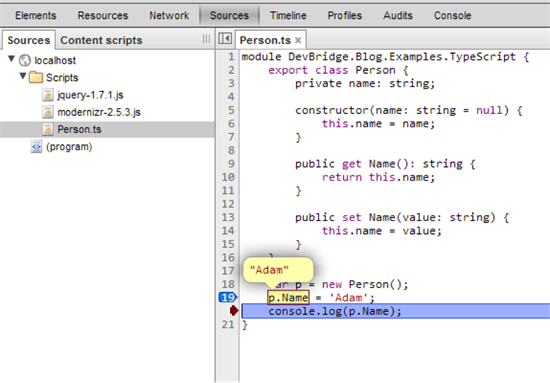 Elements Resources Network Sources Timeline Profiles Audits Console
Sources Content scripts
Person.ts ×
localhost
Scripts
jquery-1.7.1.js
modernizr-2.5.3.js
Person.ts
(program)
1 module DevBridge.Blog.Examples.TypeScript {
2 export class Person {
3 private name: string;
4
5 constructor(name: string = null) {
6 this.name = name;
7 }
8
9 public get Name(): string {
10 return this.name;
11 }
12
13 public set Name(value: string) {
14 this.name = value;
15 }
16
17 "Adam"
18 var p = new Person();
19 p.Name = 'Adam';
console.log(p.Name);
21 }